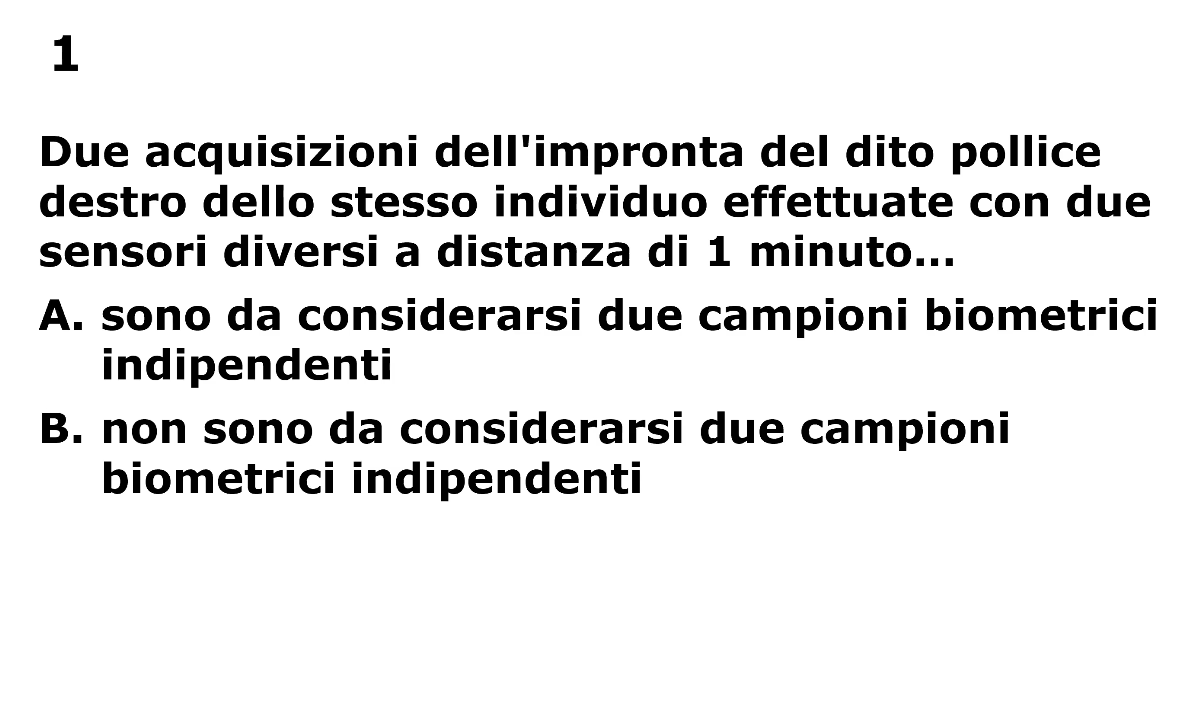 1
Due acquisizioni dell'impronta del dito pollice
destro dello stesso individuo effettuate con due
sensori diversi a distanza di 1 minuto...
A. sono da considerarsi due campioni biometrici
indipendenti
B. non sono da considerarsi due campioni
biometrici indipendenti